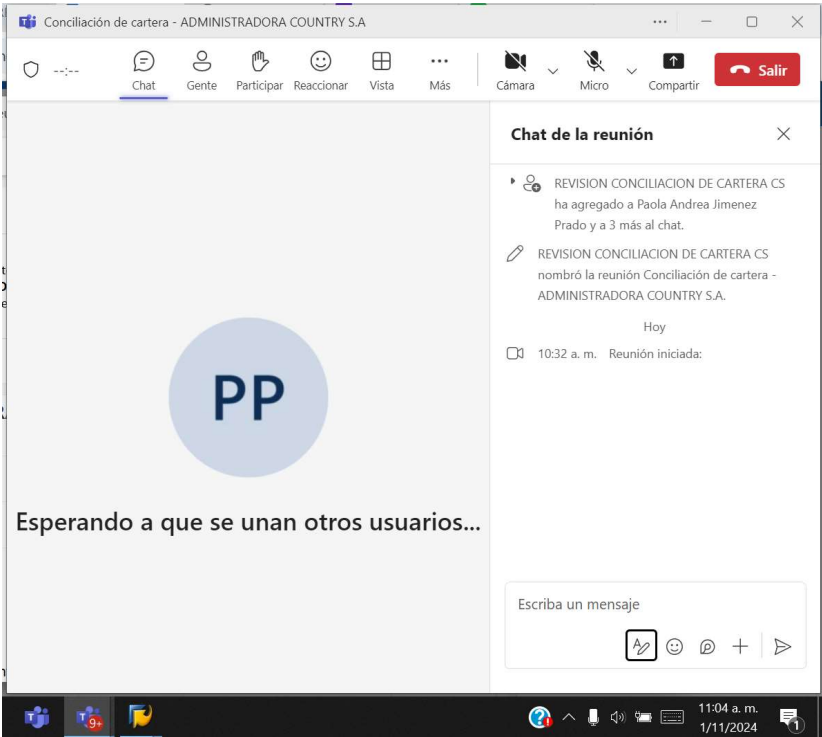 Conciliación de cartera - ADMINISTRADORA COUNTRY S.A
--:--
Chat
Gente
Participar
Reaccionar
Vista
Más
Cámara
Micro
Compartir
Salir
Chat de la reunión
REVISION CONCILIACION DE CARTERA CS
ha agregado a Paola Andrea Jimenez
Prado y a 3 más al chat.
REVISION CONCILIACION DE CARTERA CS
nombró la reunión Conciliación de cartera -
ADMINISTRADORA COUNTRY S.A.
Hoy
10:32 a. m. Reunión iniciada:
PP
Esperando a que se unan otros usuarios...
Escriba un mensaje
9+
11:04 a. m.
1/11/2024
1